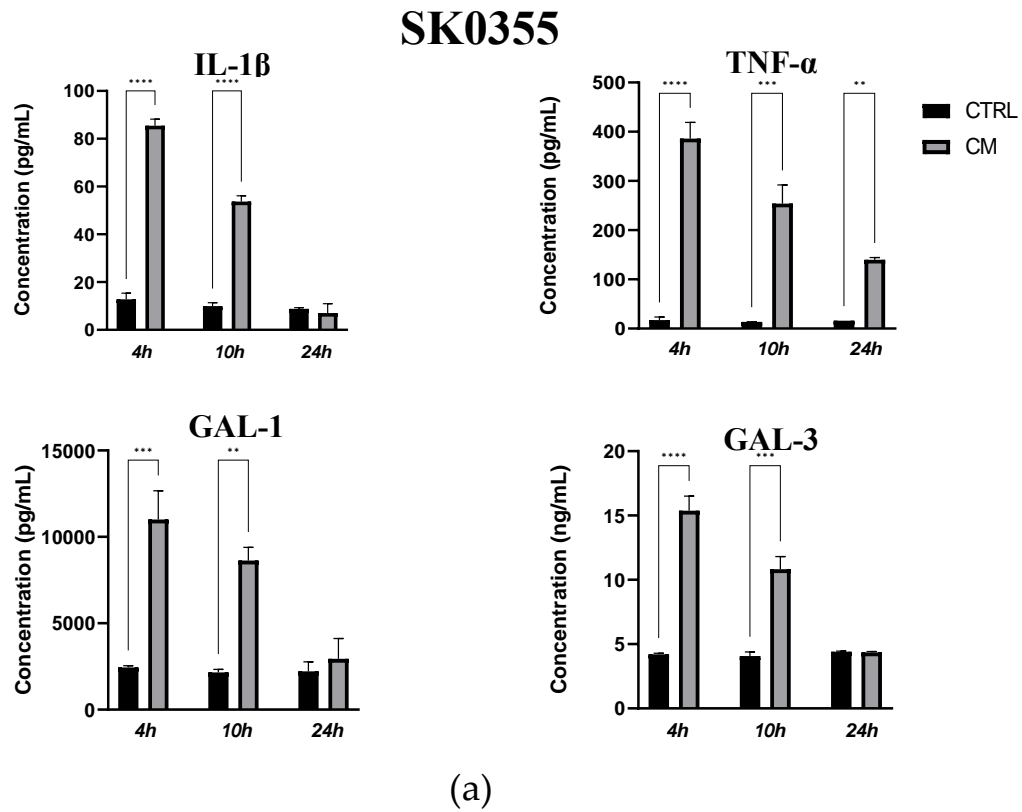 SK0355
IL-1β
Concentration (pg/mL)
100
80
60
40
20
0
**** ****
4h 10h 24h
TNF-α
Concentration (pg/mL)
500
400
300
200
100
0
**** *** **
4h 10h 24h
CTRL
CM
GAL-1
Concentration (pg/mL)
15000
10000
5000
0
*** **
4h 10h 24h
GAL-3
Concentration (ng/mL)
20
15
10
5
0
**** ***
4h 10h 24h
(a)